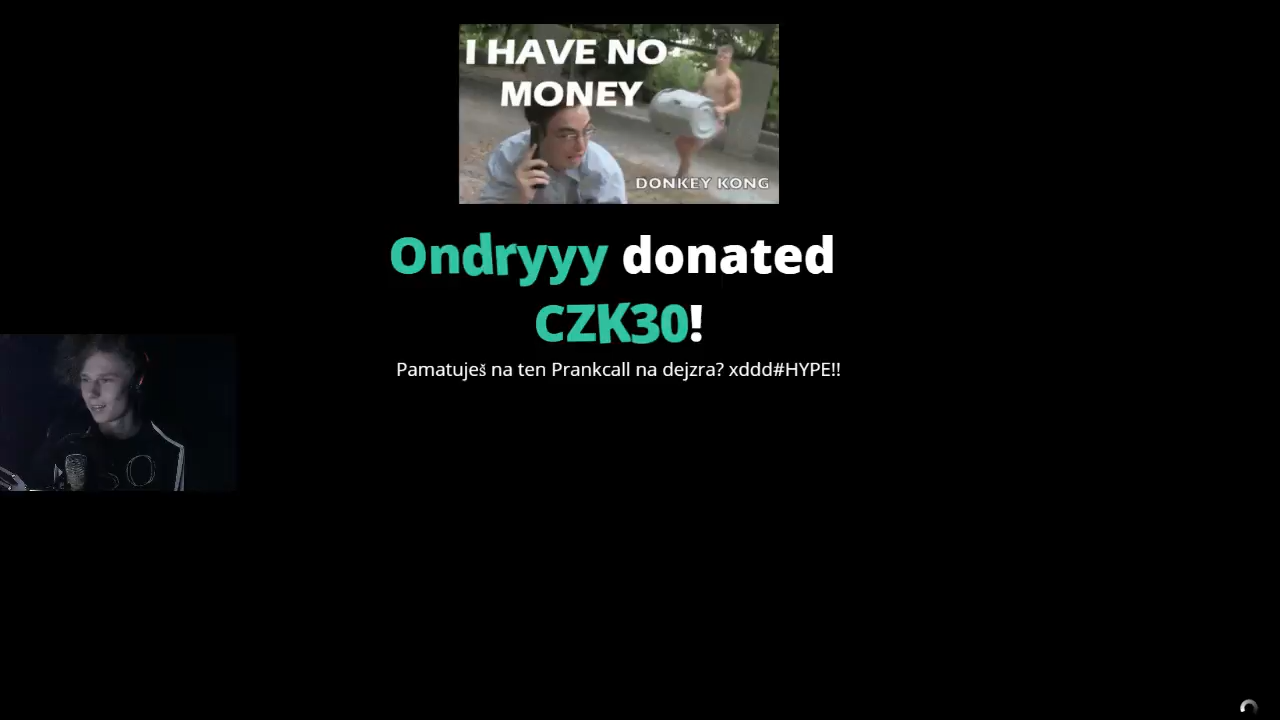 I HAVE NO
MONEY
DONKEY KONG
Ondryyy donated
CZK30!
Pamatuješ na ten Prankcall na dejzra? xddd#HYPE!!